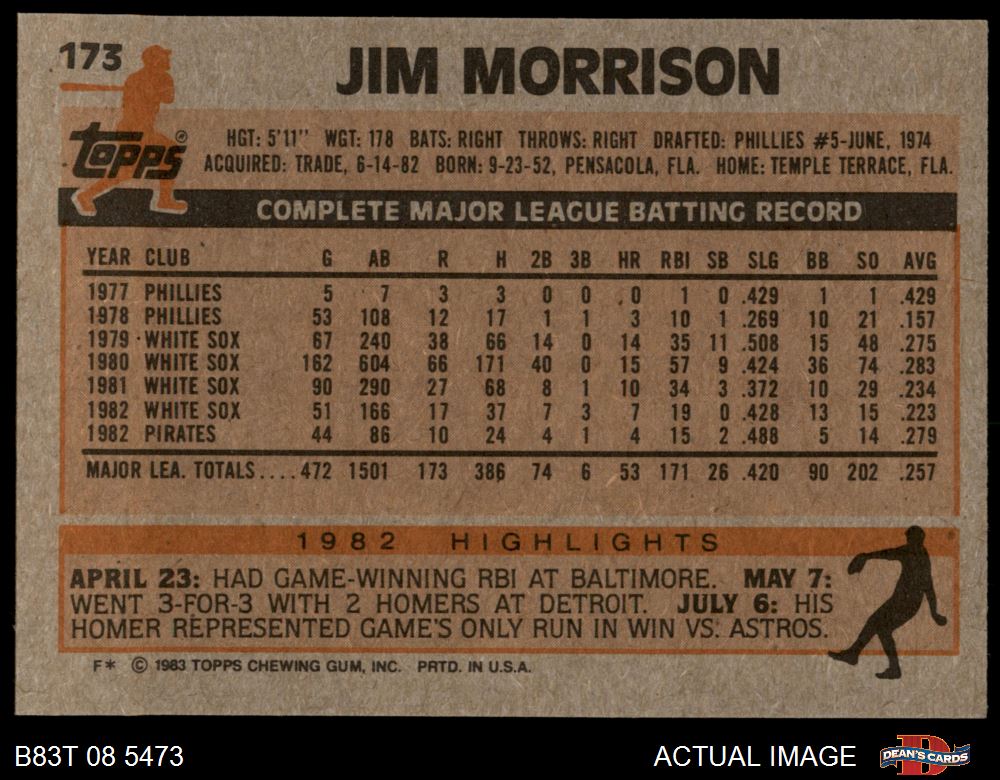 173
JIM MORRISON
topps®
HGT: 5'11" WGT: 178 BATS: RIGHT THROWS: RIGHT DRAFTED: PHILLIES #5-JUNE, 1974
ACQUIRED: TRADE, 6-14-82 BORN: 9-23-52, PENSACOLA, FLA. HOME: TEMPLE TERRACE, FLA.
COMPLETE MAJOR LEAGUE BATTING RECORD
YEAR CLUB G AB R H 2B 3B HR RBI SB SLG BB SO AVG
1977 PHILLIES 5 7 3 3 0 0 0 1 0 .429 1 1 .429
1978 PHILLIES 53 108 12 17 1 1 3 10 1 .269 10 21 .157
1979 WHITE SOX 67 240 38 66 14 0 14 35 11 .508 15 48 .275
1980 WHITE SOX 162 604 66 171 40 0 15 57 9 .424 36 74 .283
1981 WHITE SOX 90 290 27 68 8 1 10 34 3 .372 10 29 .234
1982 WHITE SOX 51 166 17 37 7 3 7 19 0 .428 13 15 .223
1982 PIRATES 44 86 10 24 4 1 4 15 2 .488 5 14 .279
MAJOR LEA. TOTALS.... 472 1501 173 386 74 6 53 171 26 .420 90 202 .257
1982 HIGHLIGHTS
APRIL 23: HAD GAME-WINNING RBI AT BALTIMORE. MAY 7:
WENT 3-FOR-3 WITH 2 HOMERS AT DETROIT. JULY 6: HIS
HOMER REPRESENTED GAME'S ONLY RUN IN WIN VS. ASTROS.
F* © 1983 TOPPS CHEWING GUM, INC. PRTD. IN U.S.A.
B83T 08 5473
ACTUAL IMAGE
DEAN'S CARDS